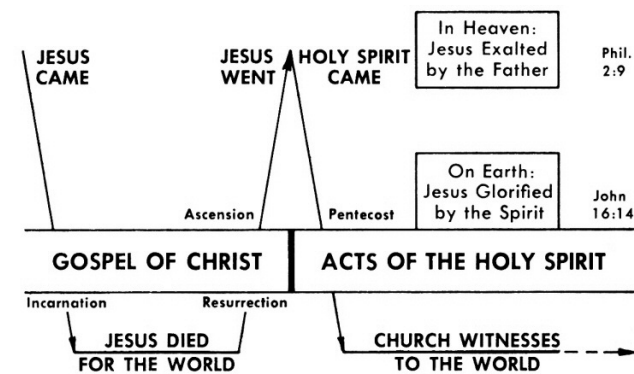 JESUS
CAME
JESUS
WENT
HOLY SPIRIT
CAME
In Heaven:
Jesus Exalted
by the Father
Phil.
2:9
On Earth:
Jesus Glorified
by the Spirit
John
16:14
Ascension
Pentecost
GOSPEL OF CHRIST
ACTS OF THE HOLY SPIRIT
Incarnation
Resurrection
JESUS DIED
FOR THE WORLD
CHURCH WITNESSES
TO THE WORLD